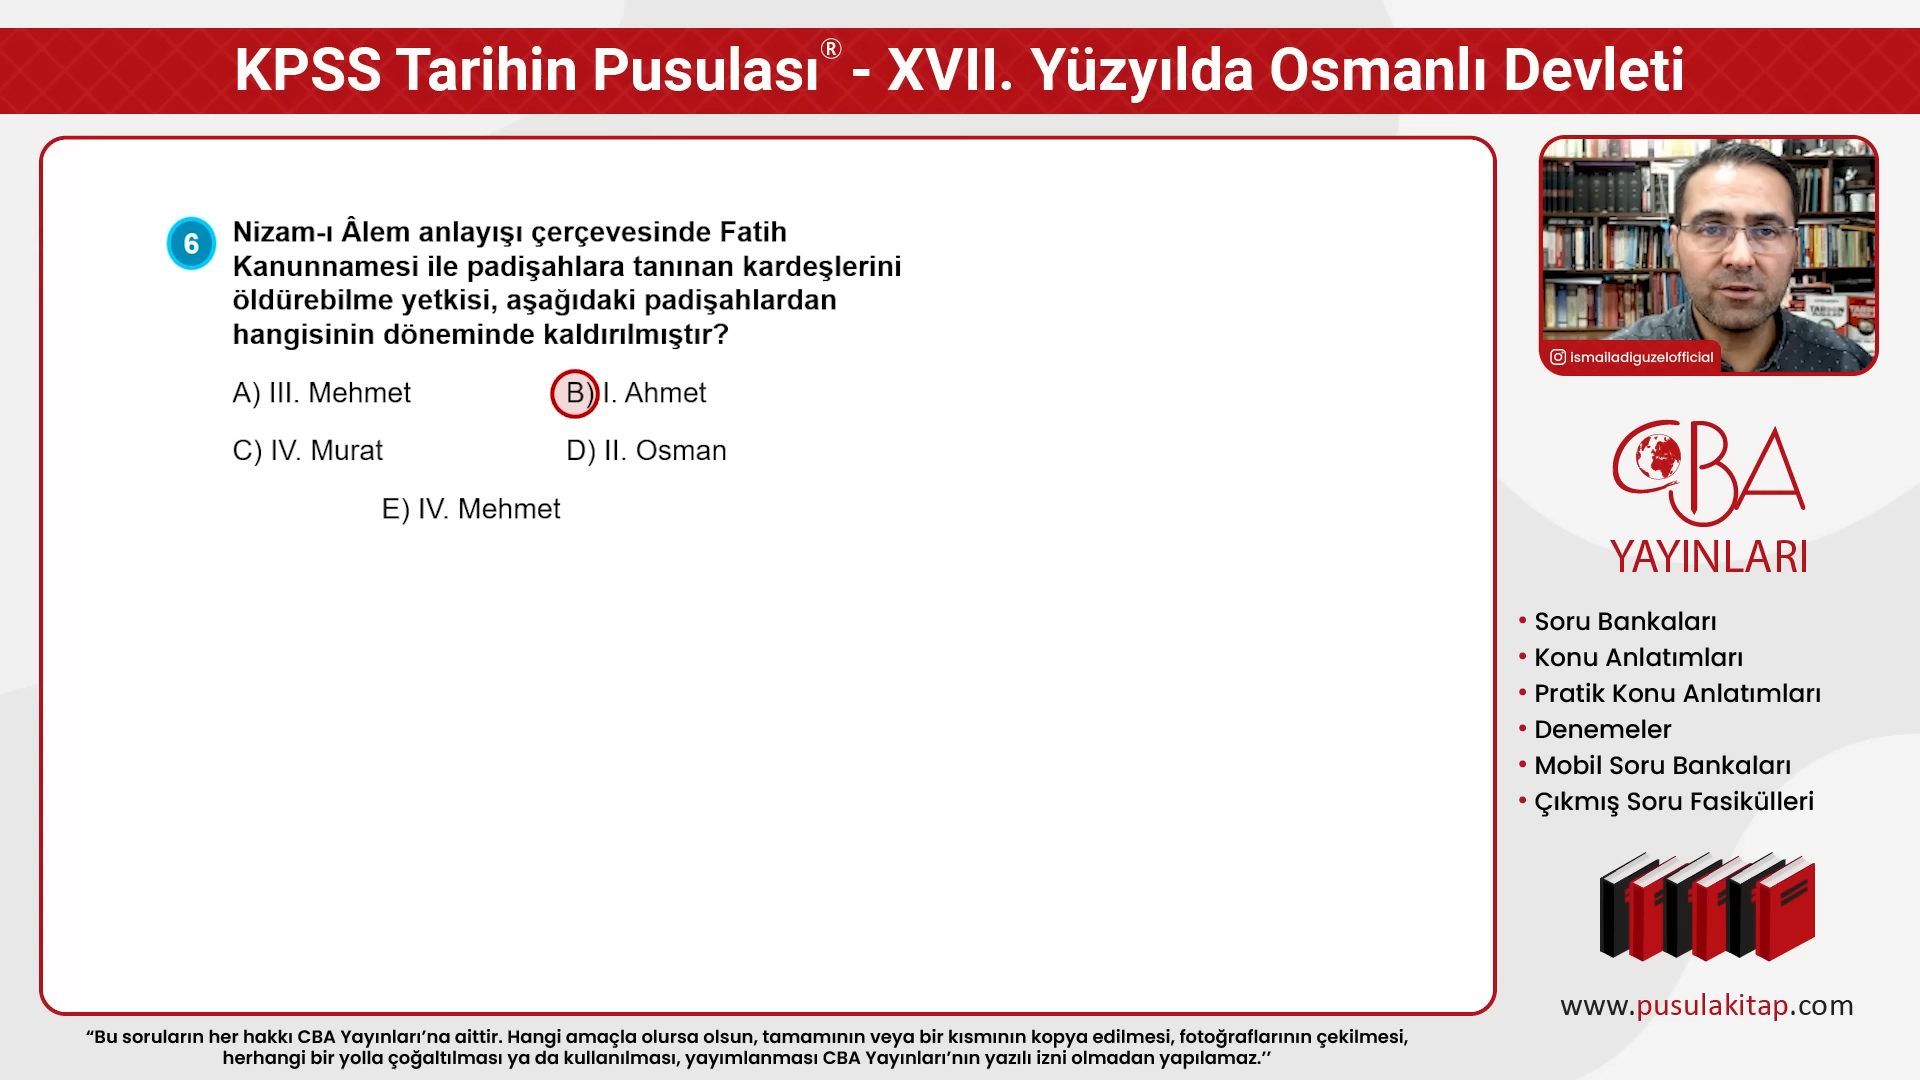 KPSS Tarihin Pusulası® - XVII. Yüzyılda Osmanlı Devleti
6
Nizam-ı Âlem anlayışı çerçevesinde Fatih
Kanunnamesi ile padişahlara tanınan kardeşlerini
öldürebilme yetkisi, aşağıdaki padişahlardan
hangisinin döneminde kaldırılmıştır?
A) III. Mehmet
B) I. Ahmet
C) IV. Murat
D) II. Osman
E) IV. Mehmet
ismailadiguzelofficial
CBA
YAYINLARI
• Soru Bankaları
• Konu Anlatımları
• Pratik Konu Anlatımları
• Denemeler
• Mobil Soru Bankaları
• Çıkmış Soru Fasikülleri
www.pusulakitap.com
“Bu soruların her hakkı CBA Yayınları’na aittir. Hangi amaçla olursa olsun, tamamının veya bir kısmının kopya edilmesi, fotoğraflarının çekilmesi,
herhangi bir yolla çoğaltılması ya da kullanılması, yayımlanması CBA Yayınları’nın yazılı izni olmadan yapılamaz.’’